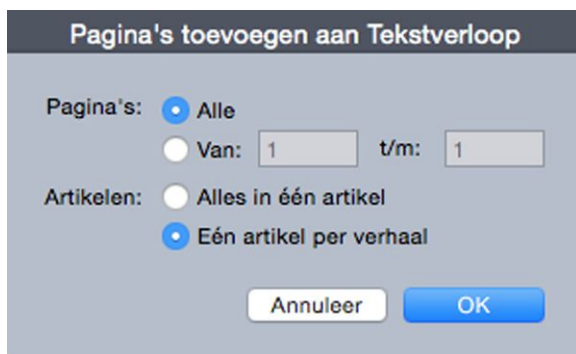 Pagina's toevoegen aan Tekstverloop
Pagina's: Alle
Van: 1 t/m: 1
Artikelen: Alles in één artikel
Eén artikel per verhaal
Annuleer OK